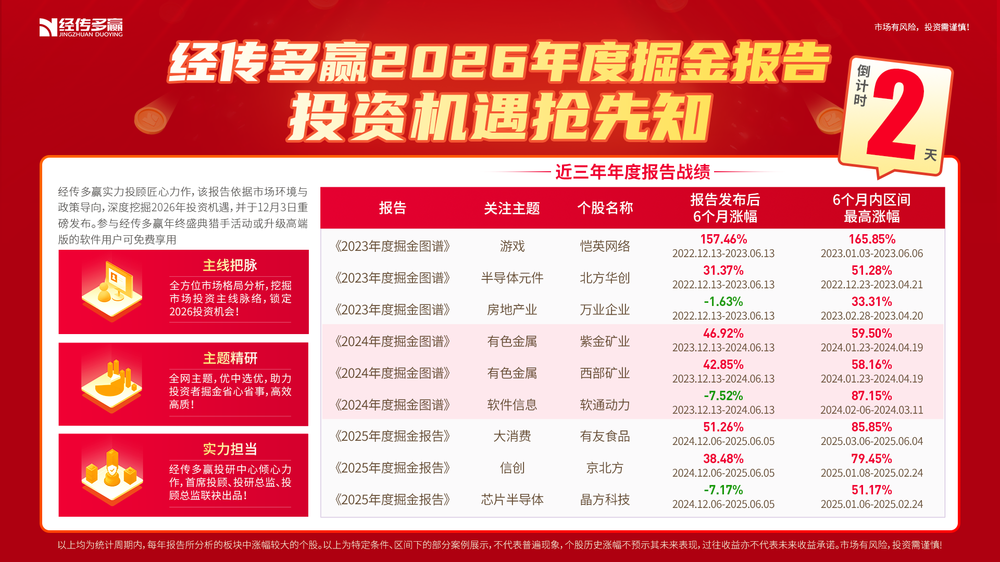 经传多赢
JINGZHUAN DUOYING
市场有风险，投资需谨慎！
经传多赢2026年度掘金报告
投资机遇抢先知
倒计时
2
天
经传多赢实力投顾匠心力作，该报告依据市场环境与
政策导向，深度挖掘2026年投资机遇，并于12月3日重
磅发布。参与经传多赢年终盛典猎手活动或升级高端
版的软件用户可免费享用
主线把脉
全方位市场格局分析，挖掘
市场投资主线脉络，锁定
2026投资机会！
主题精研
全网主题，优中选优，助力
投资者掘金省心省事，高效
高质！
实力担当
经传多赢投研中心倾心力
作，首席投顾、投研总监、投
顾总监联袂出品！
近三年年度报告战绩
报告 关注主题 个股名称 报告发布后 6个月内区间
6个月涨幅 最高涨幅
《2023年度掘金图谱》 游戏 恺英网络 157.46% 165.85%
2022.12.13-2023.06.13 2023.01.03-2023.06.06
《2023年度掘金图谱》 半导体元件 北方华创 31.37% 51.28%
2022.12.13-2023.06.13 2022.12.23-2023.04.21
《2023年度掘金图谱》 房地产业 万业企业 -1.63% 33.31%
2022.12.13-2023.06.13 2023.02.28-2023.04.20
《2024年度掘金图谱》 有色金属 紫金矿业 46.92% 59.50%
2023.12.13-2024.06.13 2024.01.23-2024.04.19
《2024年度掘金图谱》 有色金属 西部矿业 42.85% 58.16%
2023.12.13-2024.06.13 2024.01.23-2024.04.19
《2024年度掘金图谱》 软件信息 软通动力 -7.52% 87.15%
2023.12.13-2024.06.13 2024.02-06-2024.03.11
《2025年度掘金报告》 大消费 有友食品 51.26% 85.85%
2024.12.06-2025.06.05 2025.03.06-2025.06.04
《2025年度掘金报告》 信创 京北方 38.48% 79.45%
2024.12.06-2025.06.05 2025.01.08-2025.02.24
《2025年度掘金报告》 芯片半导体 晶方科技 -7.17% 51.17%
2024.12.06-2025.06.05 2025.01.06-2025.02.24
以上均为统计周期内，每年报告所分析的板块中涨幅较大的个股。以上为特定条件、区间下的部分案例展示，不代表普遍现象，个股历史涨幅不预示其未来表现，过往收益亦不代表未来收益承诺。市场有风险，投资需谨慎！